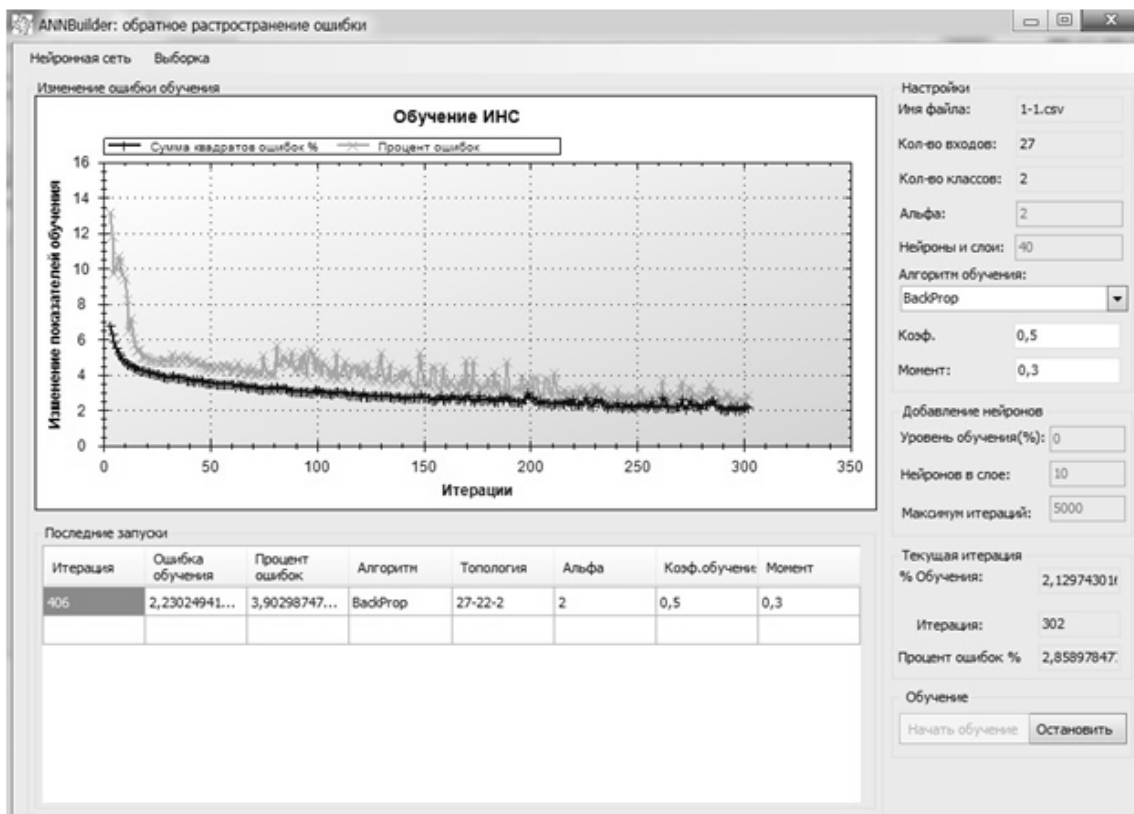 ANNBuilder: обратное растространение ошибки
Нейронная сеть Выборка
Изменение ошибки обучения
Обучение ИНС
Сумма квадратов ошибок % Процент ошибок
Изменение показателей обучения
16
14
12
10
8
6
4
2
0
0 50 100 150 200 250 300 350
Итерации
Последние запуски
Итерация Ошибка обучения Процент ошибок Алгоритм Топология Альфа Коэф.обучение Момент
406 2,23024941... 3,90298747... BackProp 27-22-2 2 0,5 0,3
Настройки
Имя файла: 1-1.csv
Кол-во входов: 27
Кол-во классов: 2
Альфа: 2
Нейроны и слои: 40
Алгоритм обучения:
BackProp
Коэф. 0,5
Момент: 0,3
Добавление нейронов
Уровень обучения(%): 0
Нейронов в слое: 10
Максимум итераций: 5000
Текущая итерация
% Обучения: 2,129743016
Итерация: 302
Процент ошибок % 2,858978477
Обучение
Начать обучение Остановить